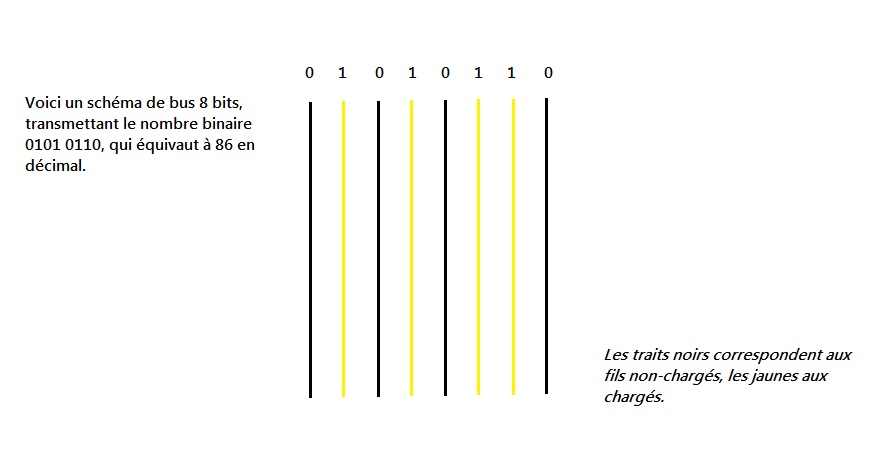 0 1 0 1 0 1 1 0
Voici un schéma de bus 8 bits,
transmettant le nombre binaire
0101 0110, qui équivaut à 86 en
décimal.
Les traits noirs correspondent aux
fils non-chargés, les jaunes aux
chargés.